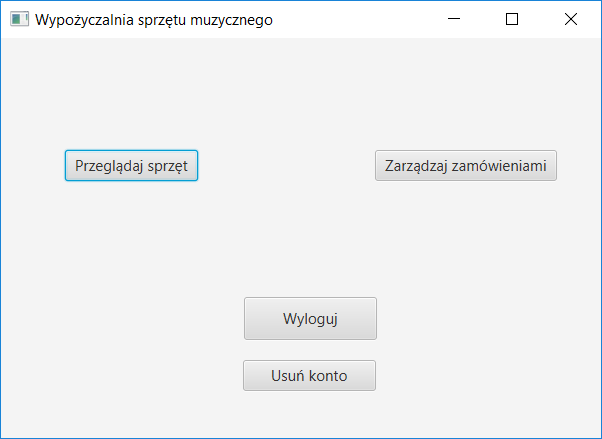 Wypożyczalnia sprzętu muzycznego
Przeglądaj sprzęt
Zarządzaj zamówieniami
Wyloguj
Usuń konto